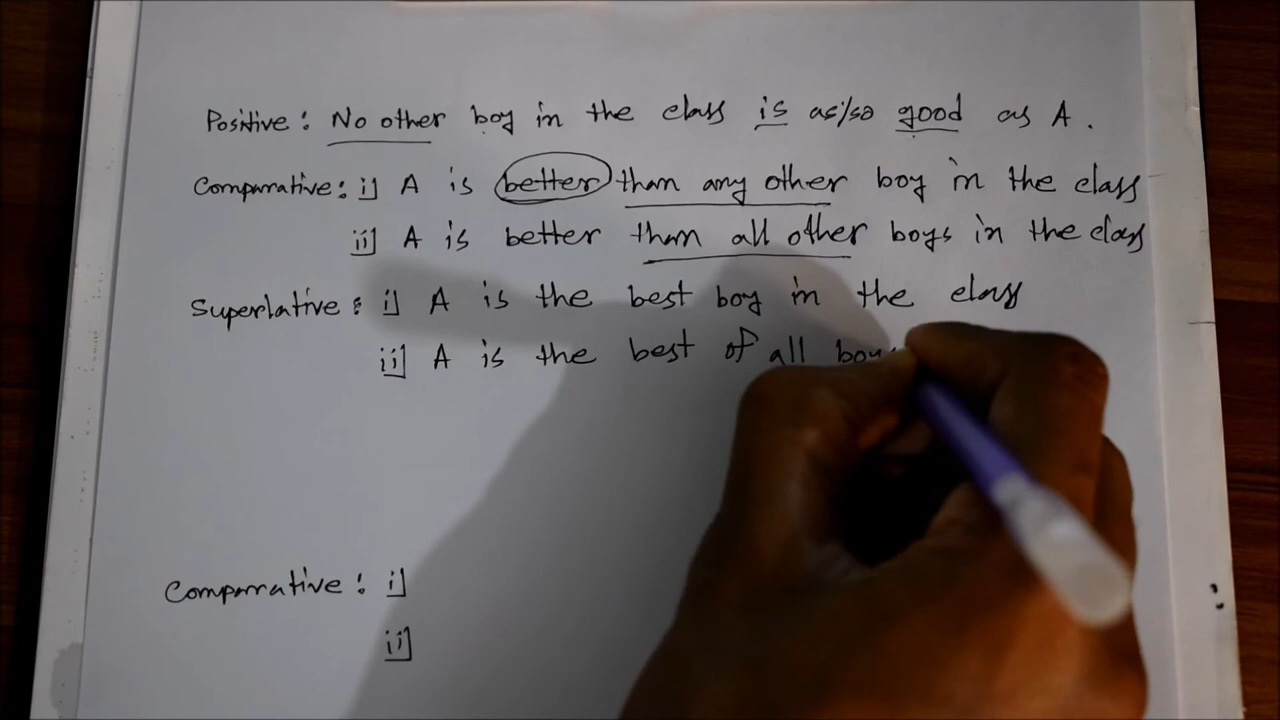 Positive : No other boy in the class is as/so good as A .
Comparative : i] A is better than any other boy in the class
ii] A is better than all other boys in the class
Superlative : i] A is the best boy in the class
ii] A is the best of all boy
Comparative : i]
ii]